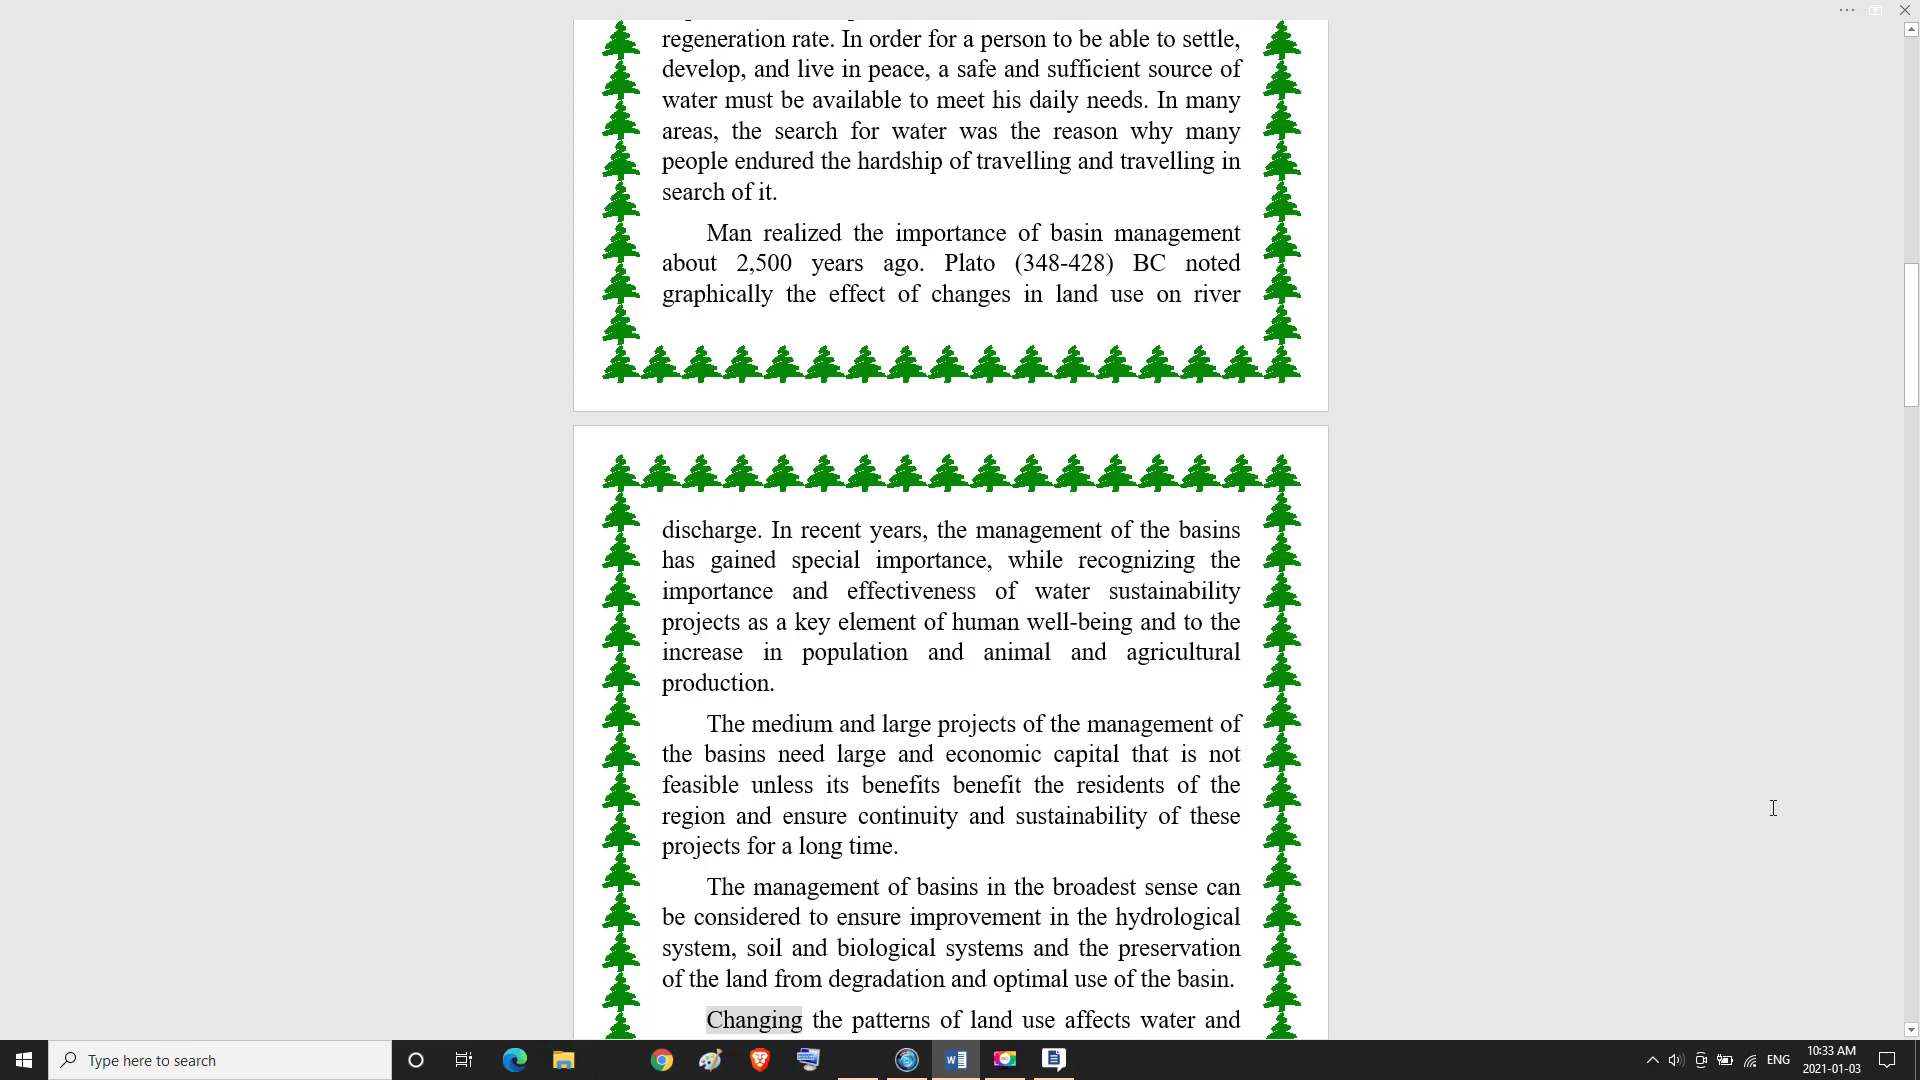 regeneration rate. In order for a person to be able to settle,
develop, and live in peace, a safe and sufficient source of
water must be available to meet his daily needs. In many
areas, the search for water was the reason why many
people endured the hardship of travelling and travelling in
search of it.
Man realized the importance of basin management
about 2,500 years ago. Plato (348-428) BC noted
graphically the effect of changes in land use on river
discharge. In recent years, the management of the basins
has gained special importance, while recognizing the
importance and effectiveness of water sustainability
projects as a key element of human well-being and to the
increase in population and animal and agricultural
production.
The medium and large projects of the management of
the basins need large and economic capital that is not
feasible unless its benefits benefit the residents of the
region and ensure continuity and sustainability of these
projects for a long time.
The management of basins in the broadest sense can
be considered to ensure improvement in the hydrological
system, soil and biological systems and the preservation
of the land from degradation and optimal use of the basin.
Changing the patterns of land use affects water and
Type here to search
ENG
10:33 AM
2021-01-03